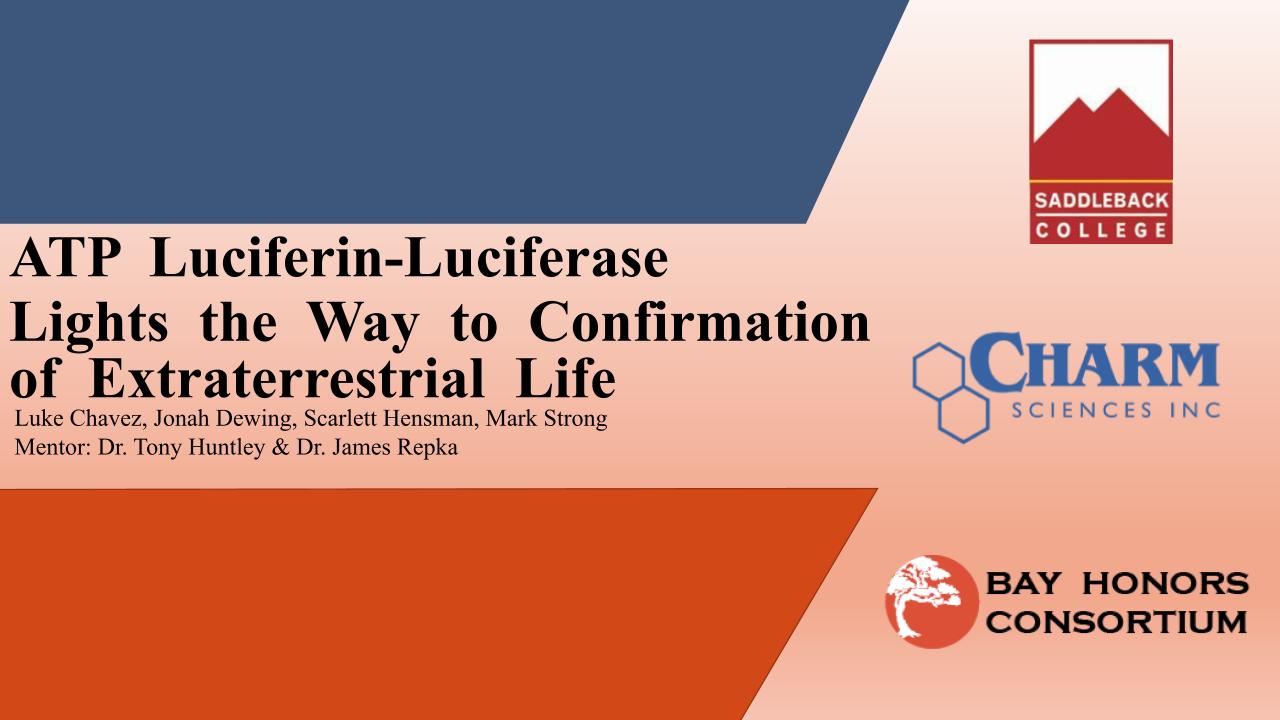 ATP Luciferin-Luciferase
Lights the Way to Confirmation
of Extraterrestrial Life
Luke Chavez, Jonah Dewing, Scarlett Hensman, Mark Strong
Mentor: Dr. Tony Huntley & Dr. James Repka
SADDLEBACK
COLLEGE
CHARM
SCIENCES INC
BAY HONORS
CONSORTIUM